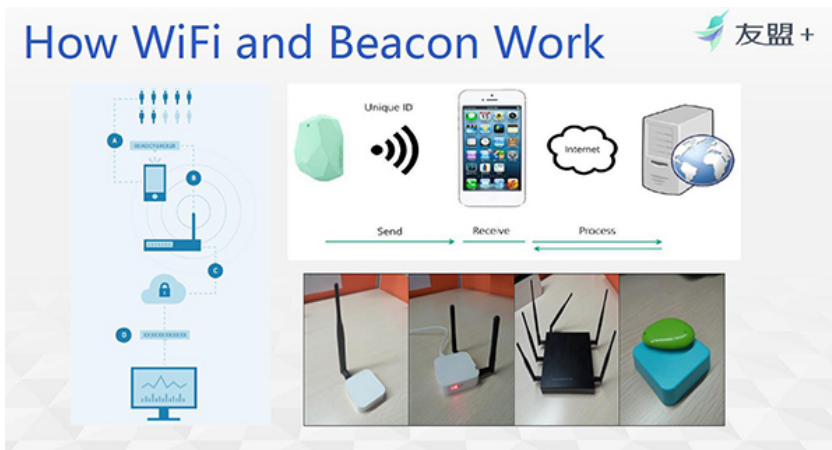 How WiFi and Beacon Work
友盟+
Unique ID
Internet
Send
Receive
Process
A
B
C
D